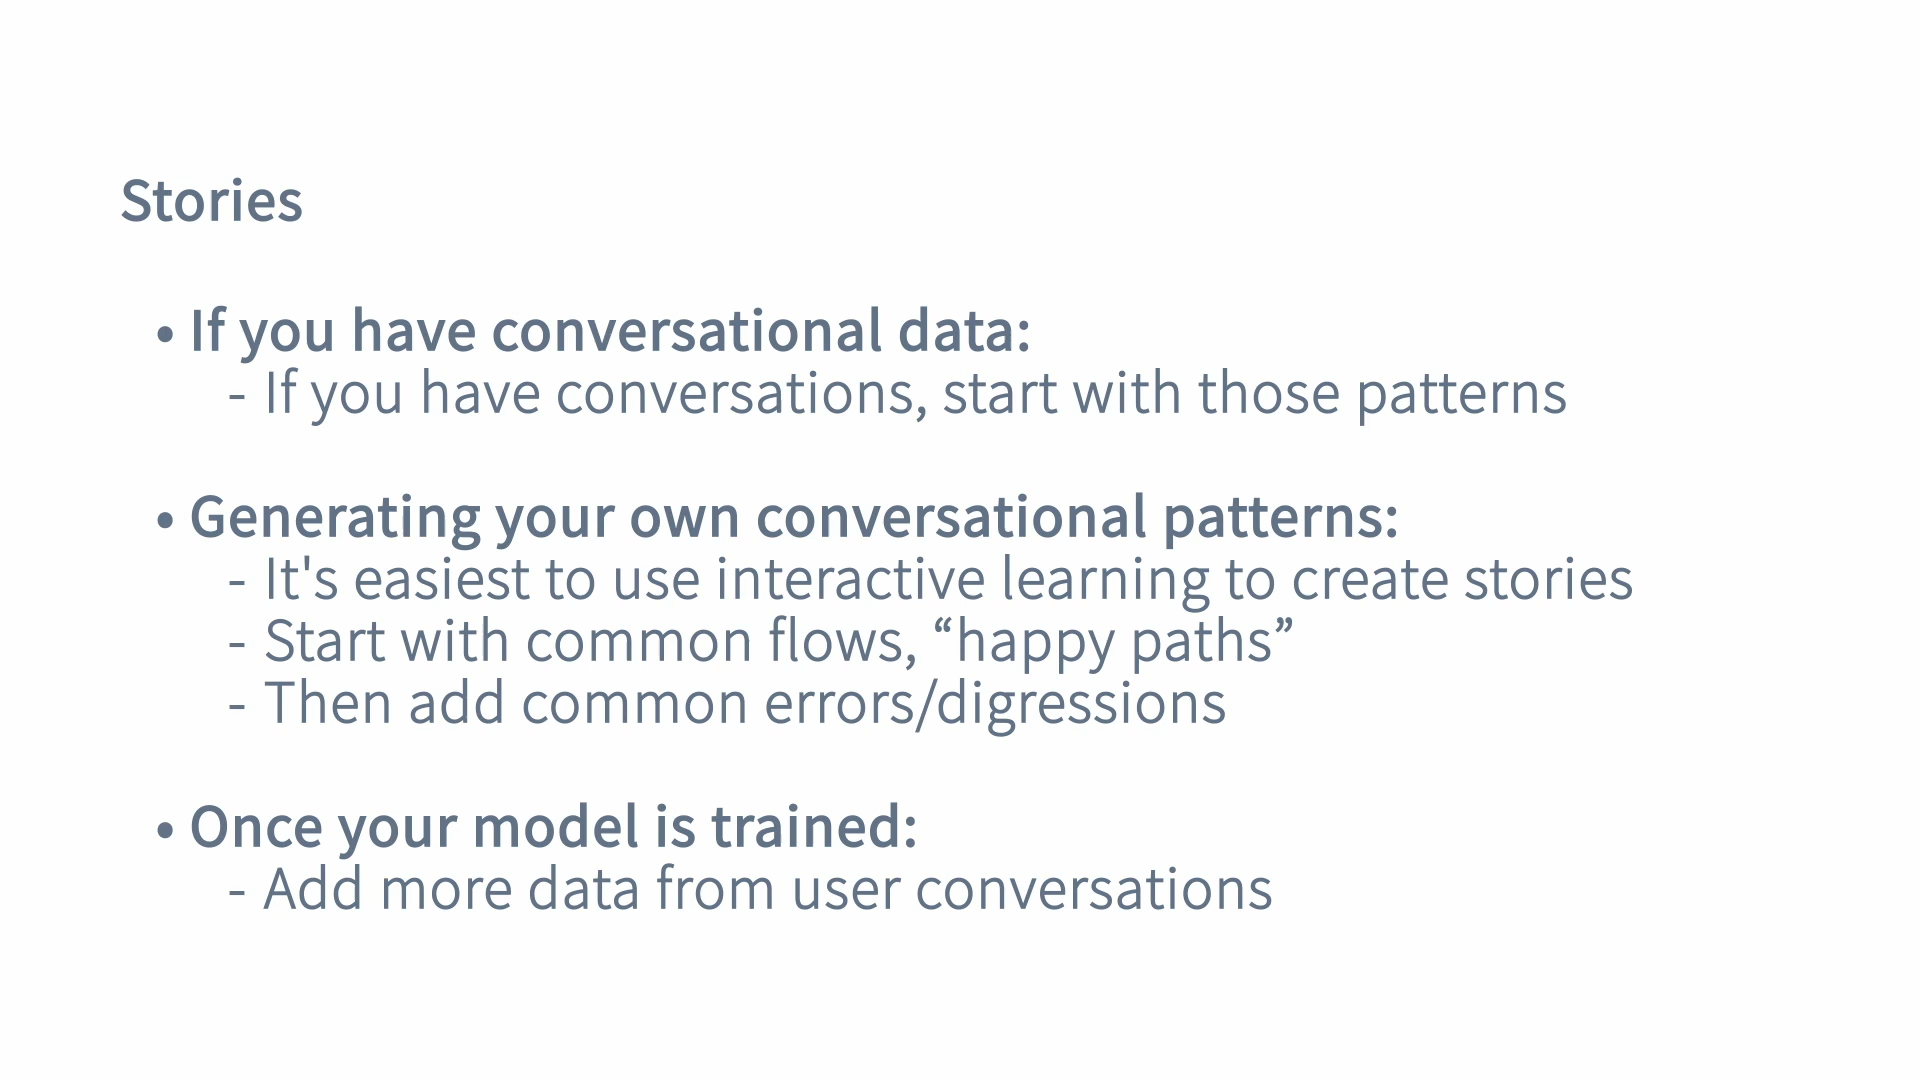 Stories
• If you have conversational data:
- If you have conversations, start with those patterns
• Generating your own conversational patterns:
- It's easiest to use interactive learning to create stories
- Start with common flows, “happy paths”
- Then add common errors/digressions
• Once your model is trained:
- Add more data from user conversations